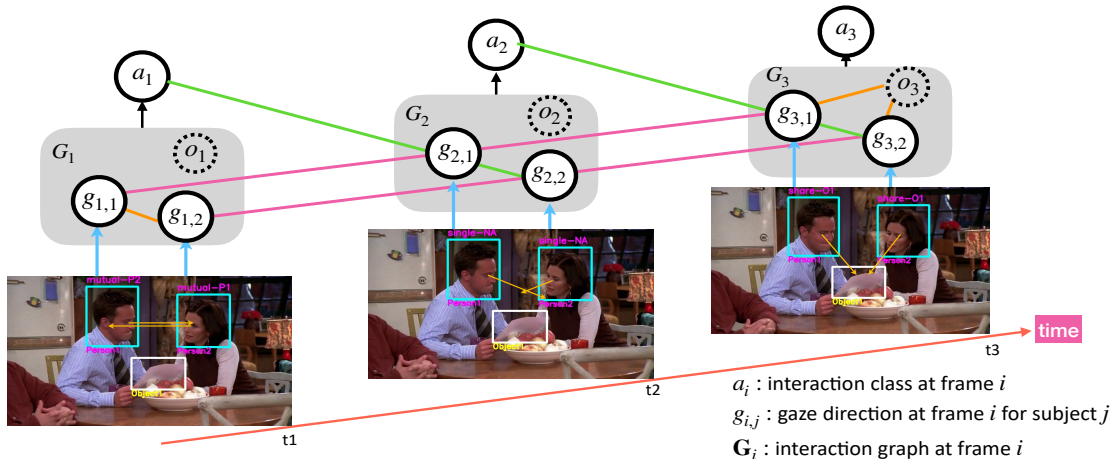 a₁
a₂
a₃
G₁
o₁
g₁,₁
g₁,₂
G₂
o₂
g₂,₁
g₂,₂
G₃
o₃
g₃,₁
g₃,₂
mutual-P2
mutual-P1
Person1
Person2
Object1
single-NA
single-NA
Person1
Person2
Object1
share-O1
share-O1
Person1
Person2
Object1
t1
t2
t3
time
aᵢ : interaction class at frame i
gᵢ,ⱼ : gaze direction at frame i for subject j
Gᵢ : interaction graph at frame i